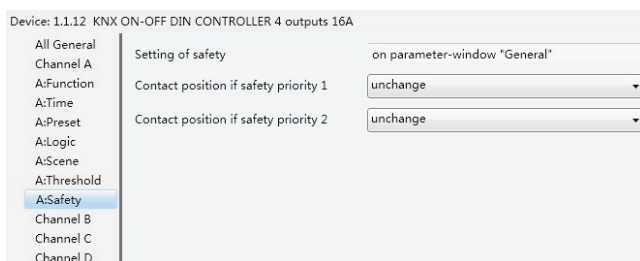 Device: 1.1.12 KNX ON-OFF DIN CONTROLLER 4 outputs 16A
All General
Channel A
A:Function
A:Time
A:Preset
A:Logic
A:Scene
A:Threshold
A:Safety
Channel B
Channel C
Channel D
Setting of safety on parameter-window "General"
Contact position if safety priority 1 unchange
Contact position if safety priority 2 unchange